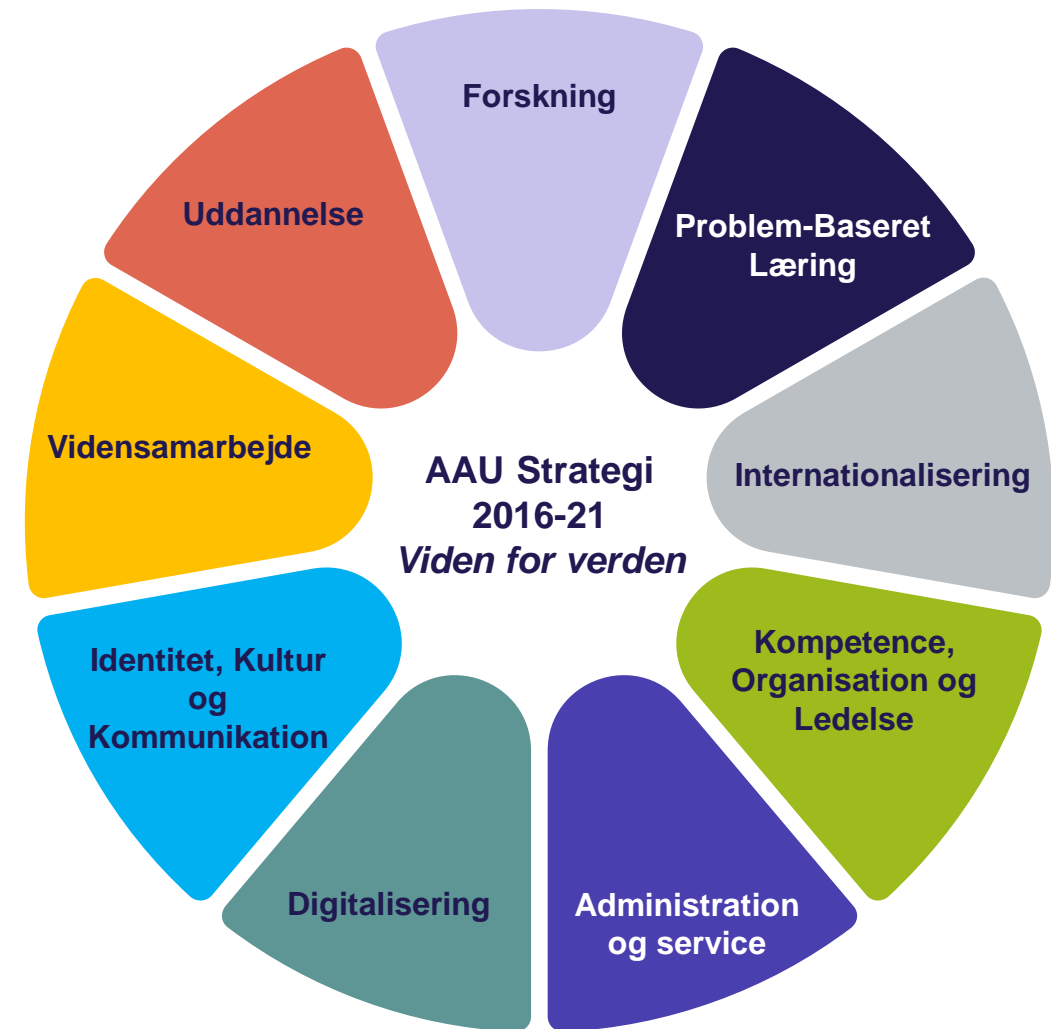 Forskning
Problem-Baseret
Læring
Internationalisering
Kompetence,
Organisation og
Ledelse
Administration
og service
Digitalisering
Identitet, Kultur
og
Kommunikation
Vidensamarbejde
Uddannelse
AAU Strategi
2016-21
Viden for verden